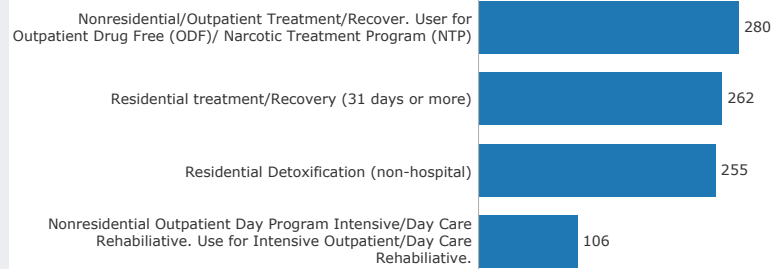 Nonresidential/Outpatient Treatment/Recover. User for
Outpatient Drug Free (ODF)/ Narcotic Treatment Program (NTP)
280
Residential treatment/Recovery (31 days or more)
262
Residential Detoxification (non-hospital)
255
Nonresidential Outpatient Day Program Intensive/Day Care
Rehabiliative. Use for Intensive Outpatient/Day Care
Rehabiliative.
106